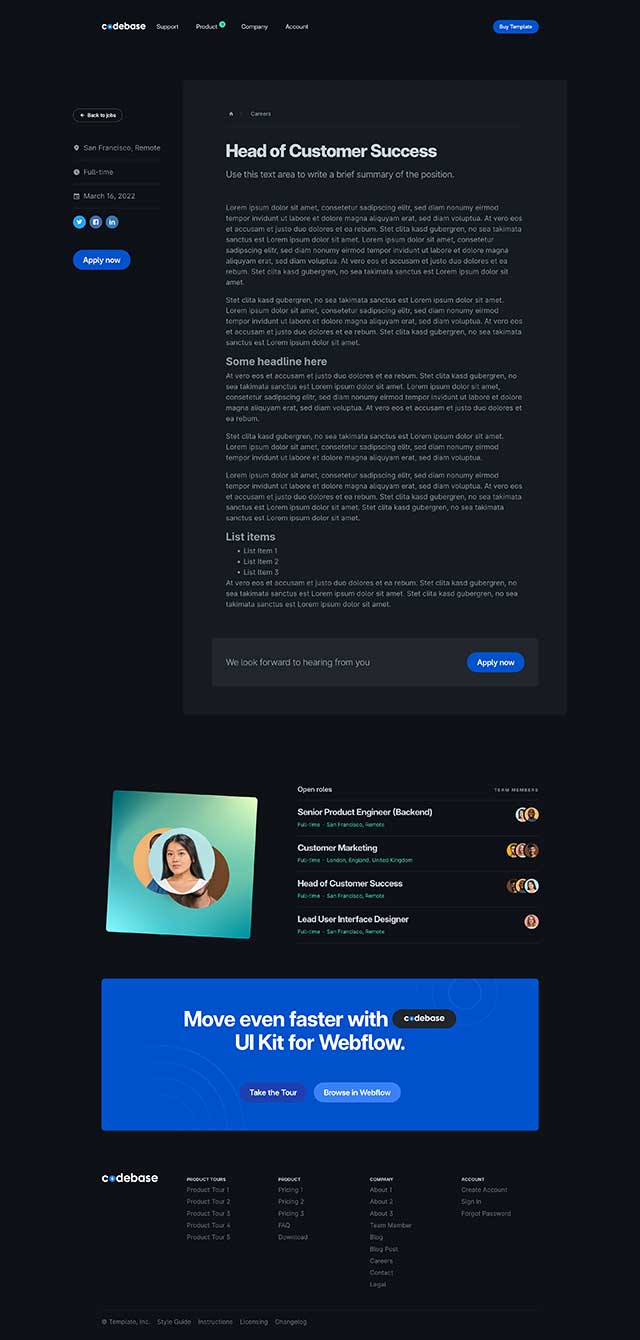 codebase Support Product Company Account Buy Template
← Back to jobs
San Francisco, Remote
Full-time
March 16, 2022
Apply now
Careers
Head of Customer Success
Use this text area to write a brief summary of the position.
Lorem ipsum dolor sit amet, consetetur sadipscing elitr, sed diam nonumy eirmod
tempor invidunt ut labore et dolore magna aliquyam erat, sed diam voluptua. At vero eos
et accusam et justo duo dolores et ea rebum. Stet clita kasd gubergren, no sea takimata
sanctus est Lorem ipsum dolor sit amet. Lorem ipsum dolor sit amet, consetetur
sadipscing elitr, sed diam nonumy eirmod tempor invidunt ut labore et dolore magna
aliquyam erat, sed diam voluptua. At vero eos et accusam et justo duo dolores et ea
rebum. Stet clita kasd gubergren, no sea takimata sanctus est Lorem ipsum dolor sit
amet.
Stet clita kasd gubergren, no sea takimata sanctus est Lorem ipsum dolor sit amet.
Lorem ipsum dolor sit amet, consetetur sadipscing elitr, sed diam nonumy eirmod
tempor invidunt ut labore et dolore magna aliquyam erat, sed diam voluptua. At vero eos
et accusam et justo duo dolores et ea rebum. Stet clita kasd gubergren, no sea takimata
sanctus est Lorem ipsum dolor sit amet.
Some headline here
At vero eos et accusam et justo duo dolores et ea rebum. Stet clita kasd gubergren, no
sea takimata sanctus est Lorem ipsum dolor sit amet. Lorem ipsum dolor sit amet,
consetetur sadipscing elitr, sed diam nonumy eirmod tempor invidunt ut labore et dolore
magna aliquyam erat, sed diam voluptua. At vero eos et accusam et justo duo dolores et
ea rebum.
Stet clita kasd gubergren, no sea takimata sanctus est Lorem ipsum dolor sit amet.
Lorem ipsum dolor sit amet, consetetur sadipscing elitr, sed diam nonumy eirmod
tempor invidunt ut labore et dolore magna aliquyam erat, sed diam voluptua.
Lorem ipsum dolor sit amet, consetetur sadipscing elitr, sed diam nonumy eirmod
tempor invidunt ut labore et dolore magna aliquyam erat, sed diam voluptua. At vero eos
et accusam et justo duo dolores et ea rebum. Stet clita kasd gubergren, no sea takimata
sanctus est Lorem ipsum dolor sit amet. Stet clita kasd gubergren, no sea takimata
sanctus est Lorem ipsum dolor sit amet.
List items
• List Item 1
• List Item 2
• List Item 3
At vero eos et accusam et justo duo dolores et ea rebum. Stet clita kasd gubergren, no
sea takimata sanctus est Lorem ipsum dolor sit amet. Stet clita kasd gubergren, no sea
takimata sanctus est Lorem ipsum dolor sit amet.
We look forward to hearing from you Apply now
Open roles TEAM MEMBERS
Senior Product Engineer (Backend)
Full-time · San Francisco, Remote
Customer Marketing
Full-time · London, England, United Kingdom
Head of Customer Success
Full-time · San Francisco, Remote
Lead User Interface Designer
Full-time · San Francisco, Remote
Move even faster with codebase
UI Kit for Webflow.
Take the Tour Browse in Webflow
codebase PRODUCT TOURS PRODUCT COMPANY ACCOUNT
Product Tour 1 Pricing 1 About 1 Create Account
Product Tour 2 Pricing 2 About 2 Sign In
Product Tour 3 Pricing 3 About 3 Forgot Password
Product Tour 4 FAQ Team Member
Product Tour 5 Download Blog
Blog Post
Careers
Contact
Legal
© Template, Inc. Style Guide Instructions Licensing Changelog